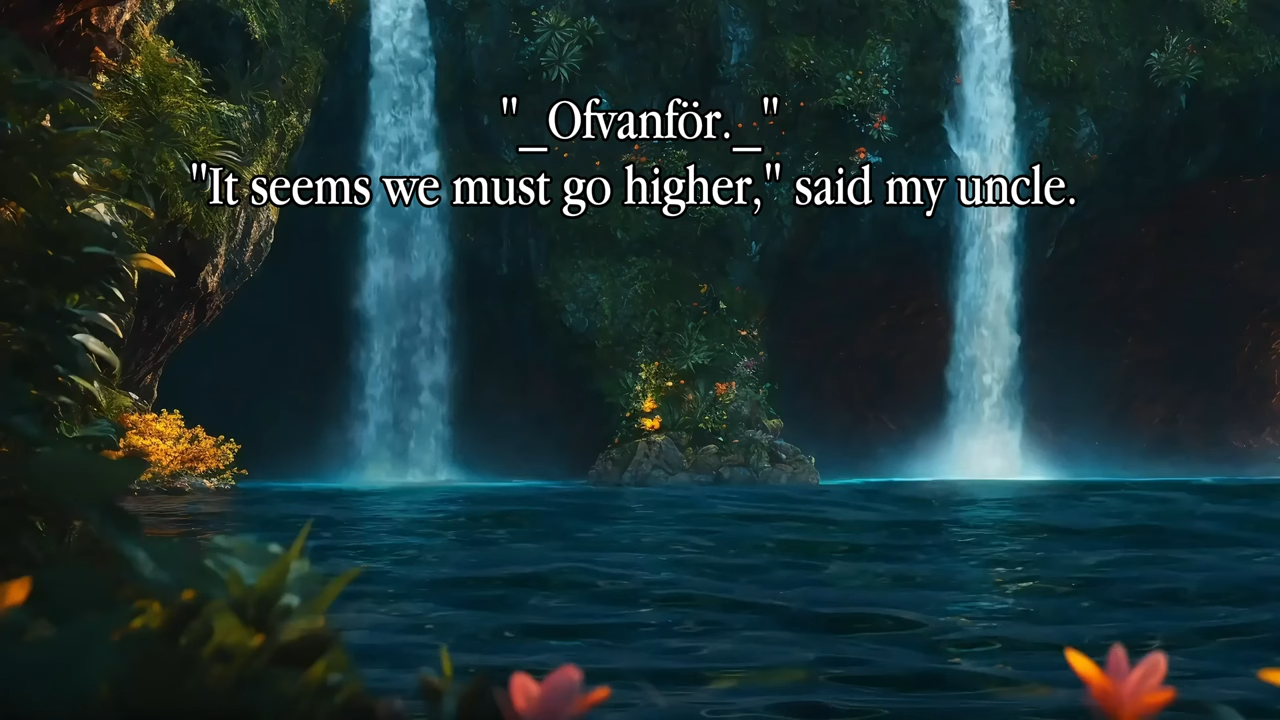 "_Ofvanför._"
"It seems we must go higher," said my uncle.